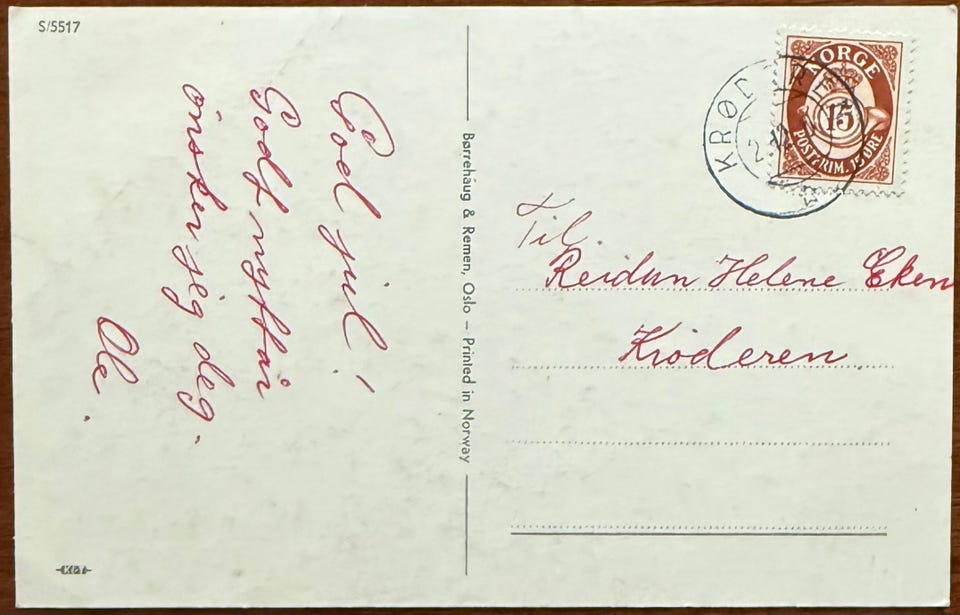 S/5517
God jul!
Godt nyttår
ønsker jeg deg.
Ole.
Børrehaug & Remen, Oslo – Printed in Norway
NORGE
15
POSTFRIM. 15 ØRE
KRØD
Til
Reidun Helene Eken
Krøderen